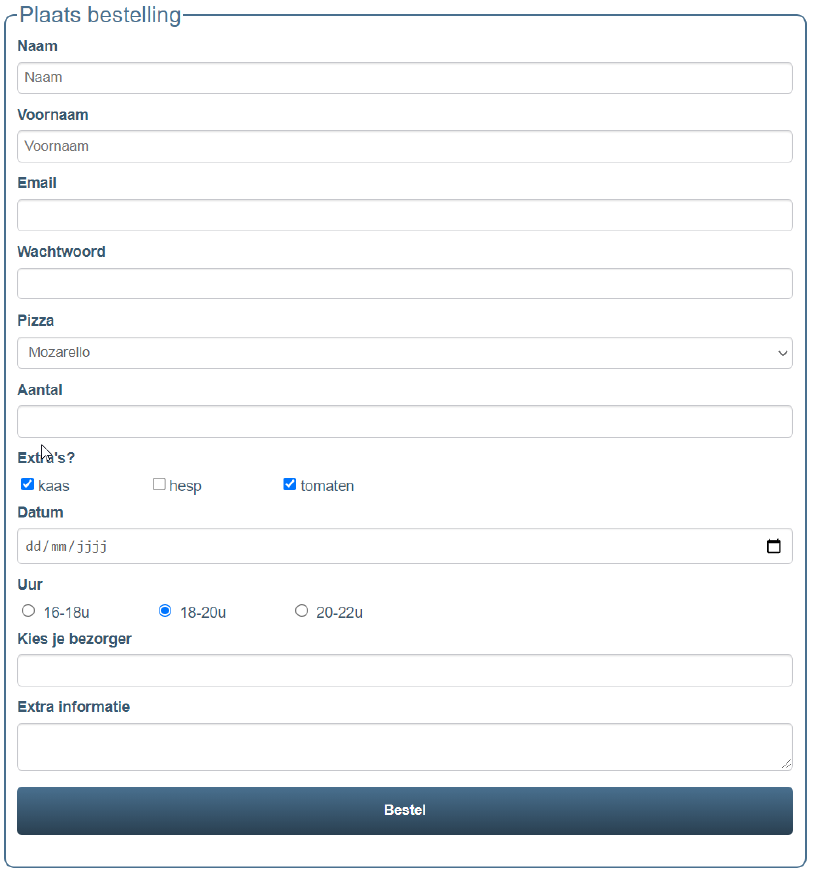 Plaats bestelling
Naam
Naam
Voornaam
Voornaam
Email
Wachtwoord
Pizza
Mozarello
Aantal
Extra's?
kaas hesp tomaten
Datum
dd/mm/jjjj
Uur
16-18u 18-20u 20-22u
Kies je bezorger
Extra informatie
Bestel